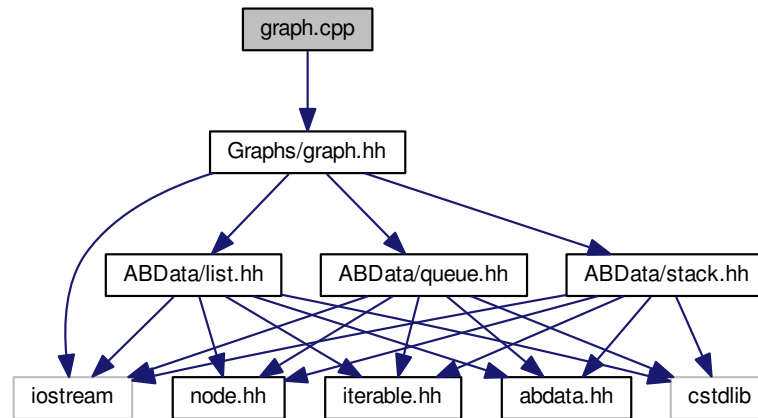 graph.cpp
Graphs/graph.hh
ABData/list.hh
ABData/queue.hh
ABData/stack.hh
iostream
node.hh
iterable.hh
abdata.hh
cstdlib